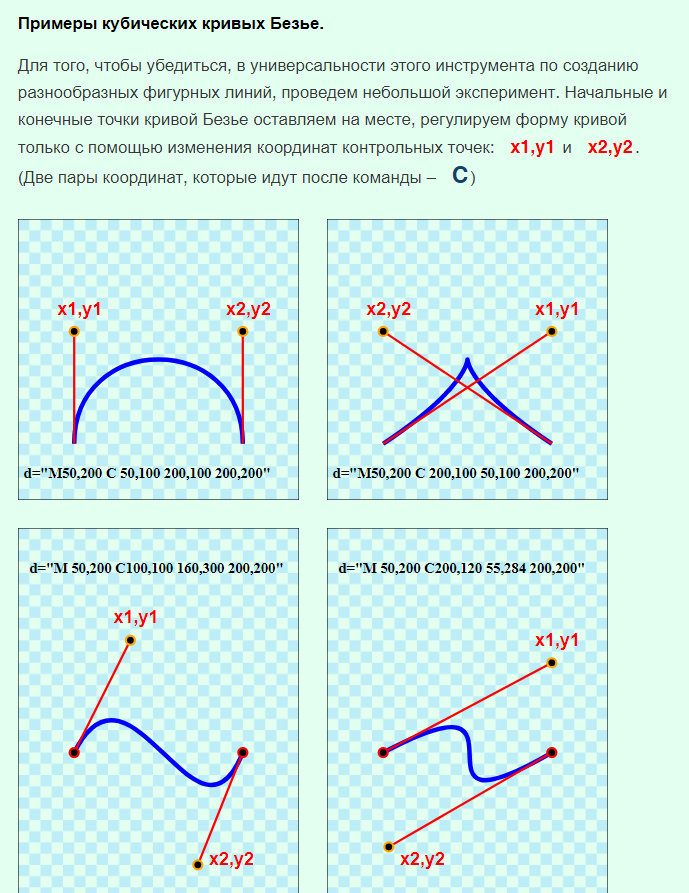 Примеры кубических кривых Безье.
Для того, чтобы убедиться, в универсальности этого инструмента по созданию
разнообразных фигурных линий, проведем небольшой эксперимент. Начальные и
конечные точки кривой Безье оставляем на месте, регулируем форму кривой
только с помощью изменения координат контрольных точек: x1,y1 и x2,y2.
(Две пары координат, которые идут после команды – C)
x1,y1
x2,y2
d="M50,200 C 50,100 200,100 200,200"
x2,y2
x1,y1
d="M50,200 C 200,100 50,100 200,200"
d="M 50,200 C100,100 160,300 200,200"
x1,y1
x2,y2
d="M 50,200 C200,120 55,284 200,200"
x1,y1
x2,y2